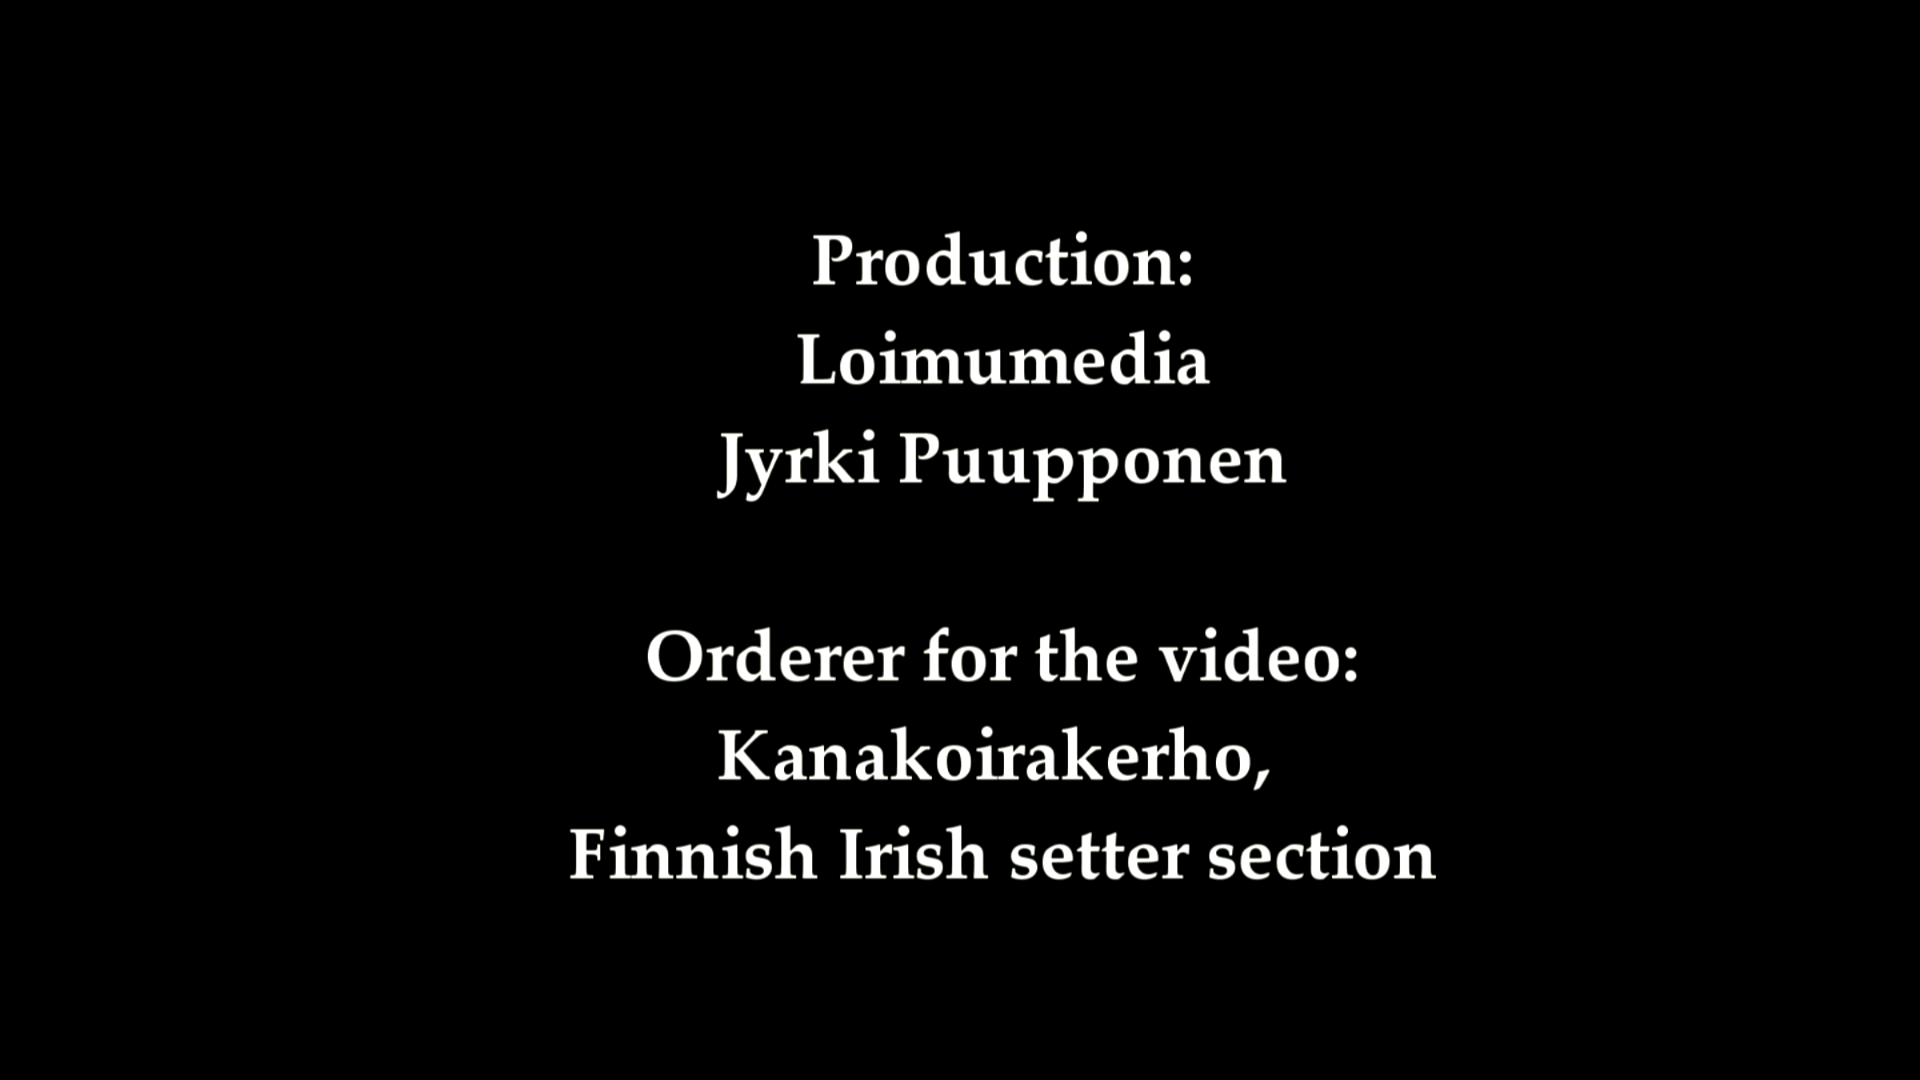 Production:
Loimumedia
Jyrki Puupponen
Orderer for the video:
Kanakoirakerho,
Finnish Irish setter section